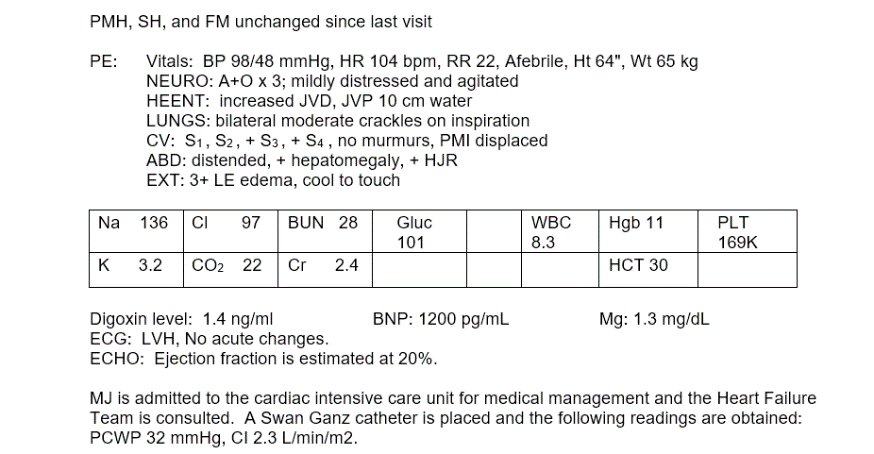 PMH, SH, and FM unchanged since last visit
PE: Vitals: BP 98/48 mmHg, HR 104 bpm, RR 22, Afebrile, Ht 64", Wt 65 kg
NEURO: A+O x 3; mildly distressed and agitated
HEENT: increased JVD, JVP 10 cm water
LUNGS: bilateral moderate crackles on inspiration
CV: S1, S2, + S3, + S4, no murmurs, PMI displaced
ABD: distended, + hepatomegaly, + HJR
EXT: 3+ LE edema, cool to touch
Na 136 Cl 97 BUN 28 Gluc WBC Hgb 11 PLT
101 8.3 169K
K 3.2 CO2 22 Cr 2.4 HCT 30
Digoxin level: 1.4 ng/ml BNP: 1200 pg/mL Mg: 1.3 mg/dL
ECG: LVH, No acute changes.
ECHO: Ejection fraction is estimated at 20%.
MJ is admitted to the cardiac intensive care unit for medical management and the Heart Failure
Team is consulted. A Swan Ganz catheter is placed and the following readings are obtained:
PCWP 32 mmHg, CI 2.3 L/min/m2.